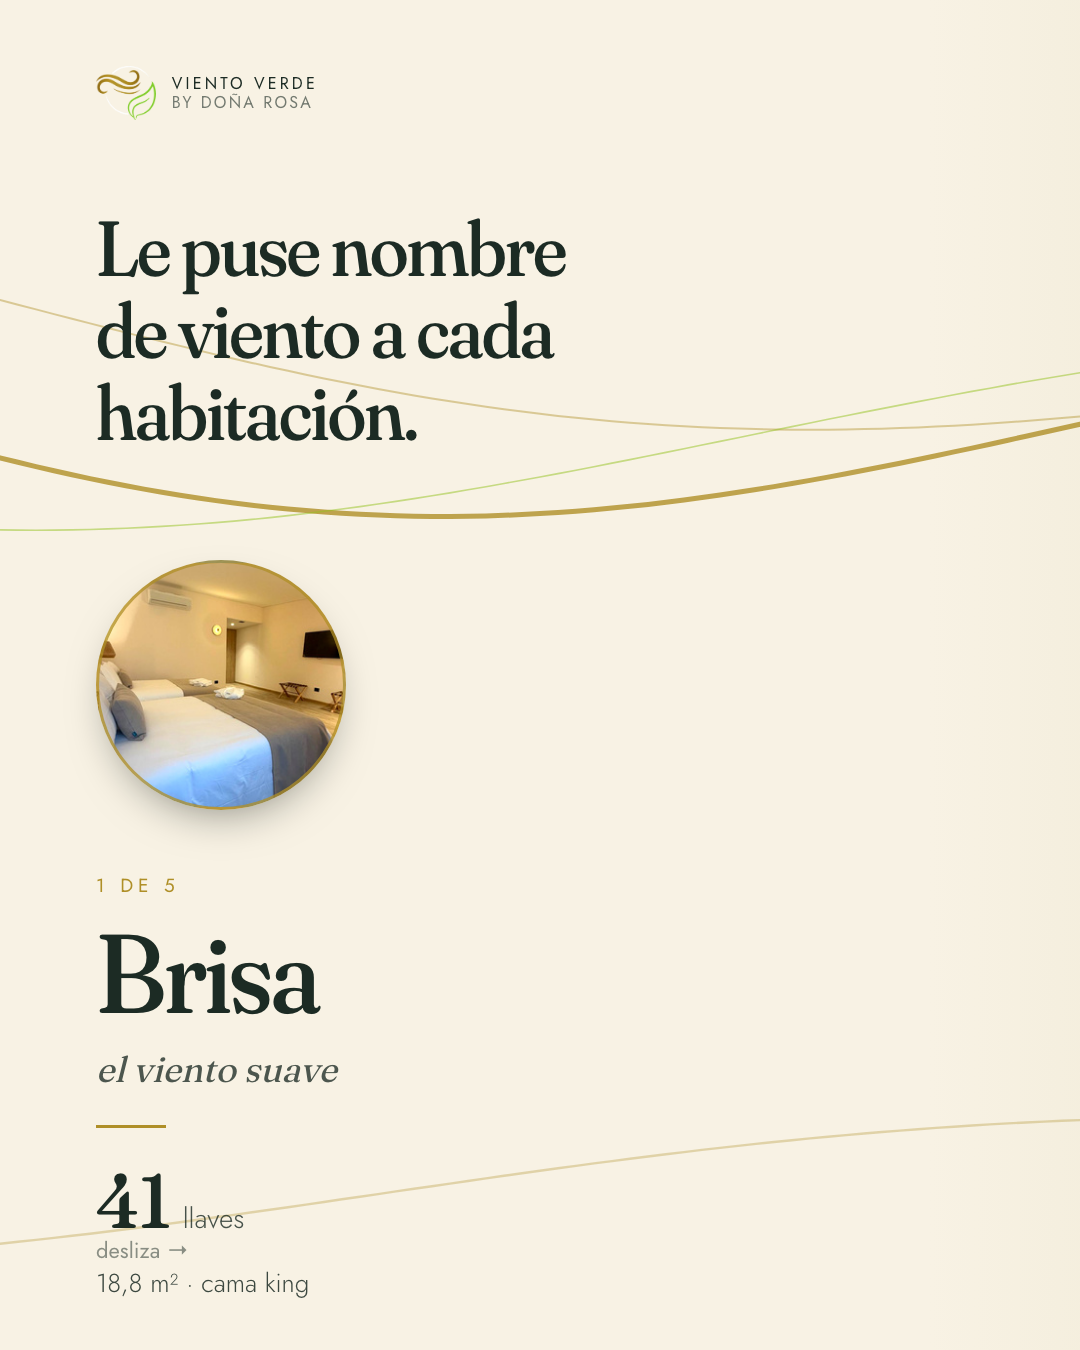 VIENTO VERDE
BY DOÑA ROSA
Le puse nombre
de viento a cada
habitación.
1 DE 5
Brisa
el viento suave
41 llaves
desliza →
18,8 m² · cama king